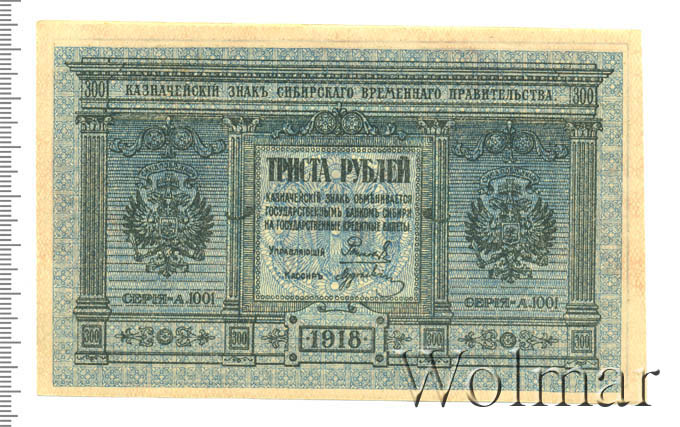 300 КАЗНАЧЕЙСКІЙ ЗНАКЪ СИБИРСКАГО ВРЕМЕННАГО ПРАВИТЕЛЬСТВА. 300
ТРИСТА РУБЛЕЙ
КАЗНАЧЕЙСКІЙ ЗНАКЪ ОБМѢНИВАЕТСЯ
ГОСУДАРСТВЕННЫМЪ БАНКОМЪ СИБИРИ
НА ГОСУДАРСТВЕННЫЕ КРЕДИТНЫЕ БИЛЕТЫ.
УПРАВЛЯЮЩІЙ
КАССИРЪ
СЕРІЯ-А.1001 СЕРІЯ-А.1001
300 300 1918 300 300
Wolmar